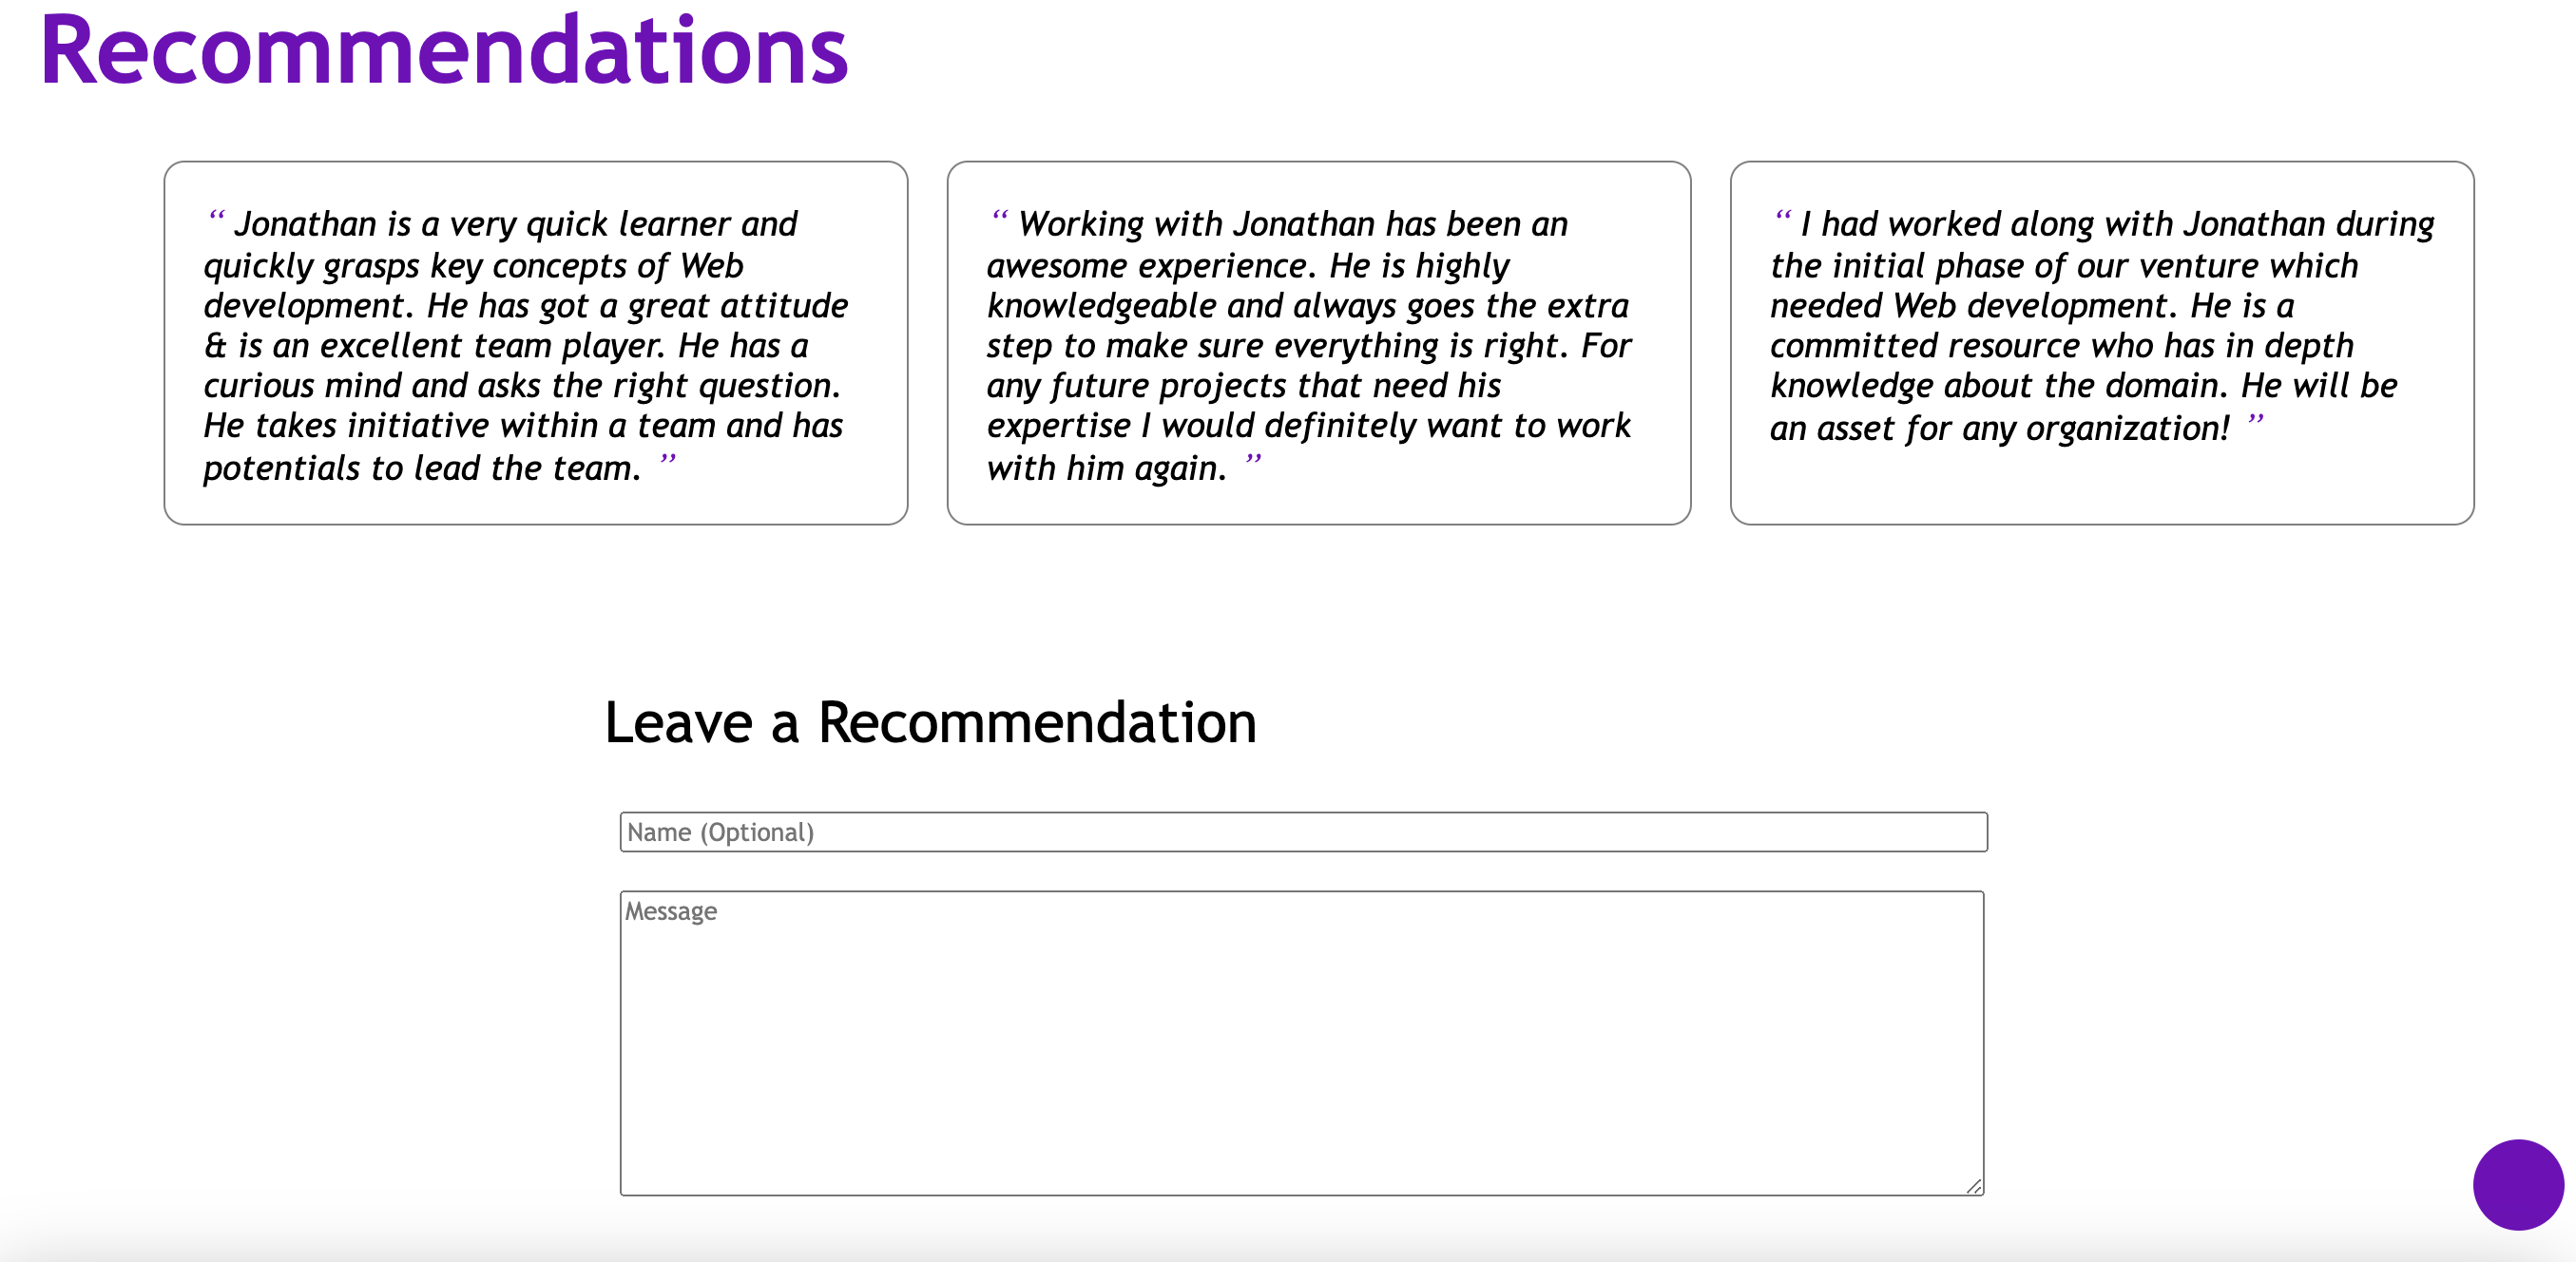 Recommendations
“ Jonathan is a very quick learner and
quickly grasps key concepts of Web
development. He has got a great attitude
& is an excellent team player. He has a
curious mind and asks the right question.
He takes initiative within a team and has
potentials to lead the team. ”
“ Working with Jonathan has been an
awesome experience. He is highly
knowledgeable and always goes the extra
step to make sure everything is right. For
any future projects that need his
expertise I would definitely want to work
with him again. ”
“ I had worked along with Jonathan during
the initial phase of our venture which
needed Web development. He is a
committed resource who has in depth
knowledge about the domain. He will be
an asset for any organization! ”
Leave a Recommendation
Name (Optional)
Message